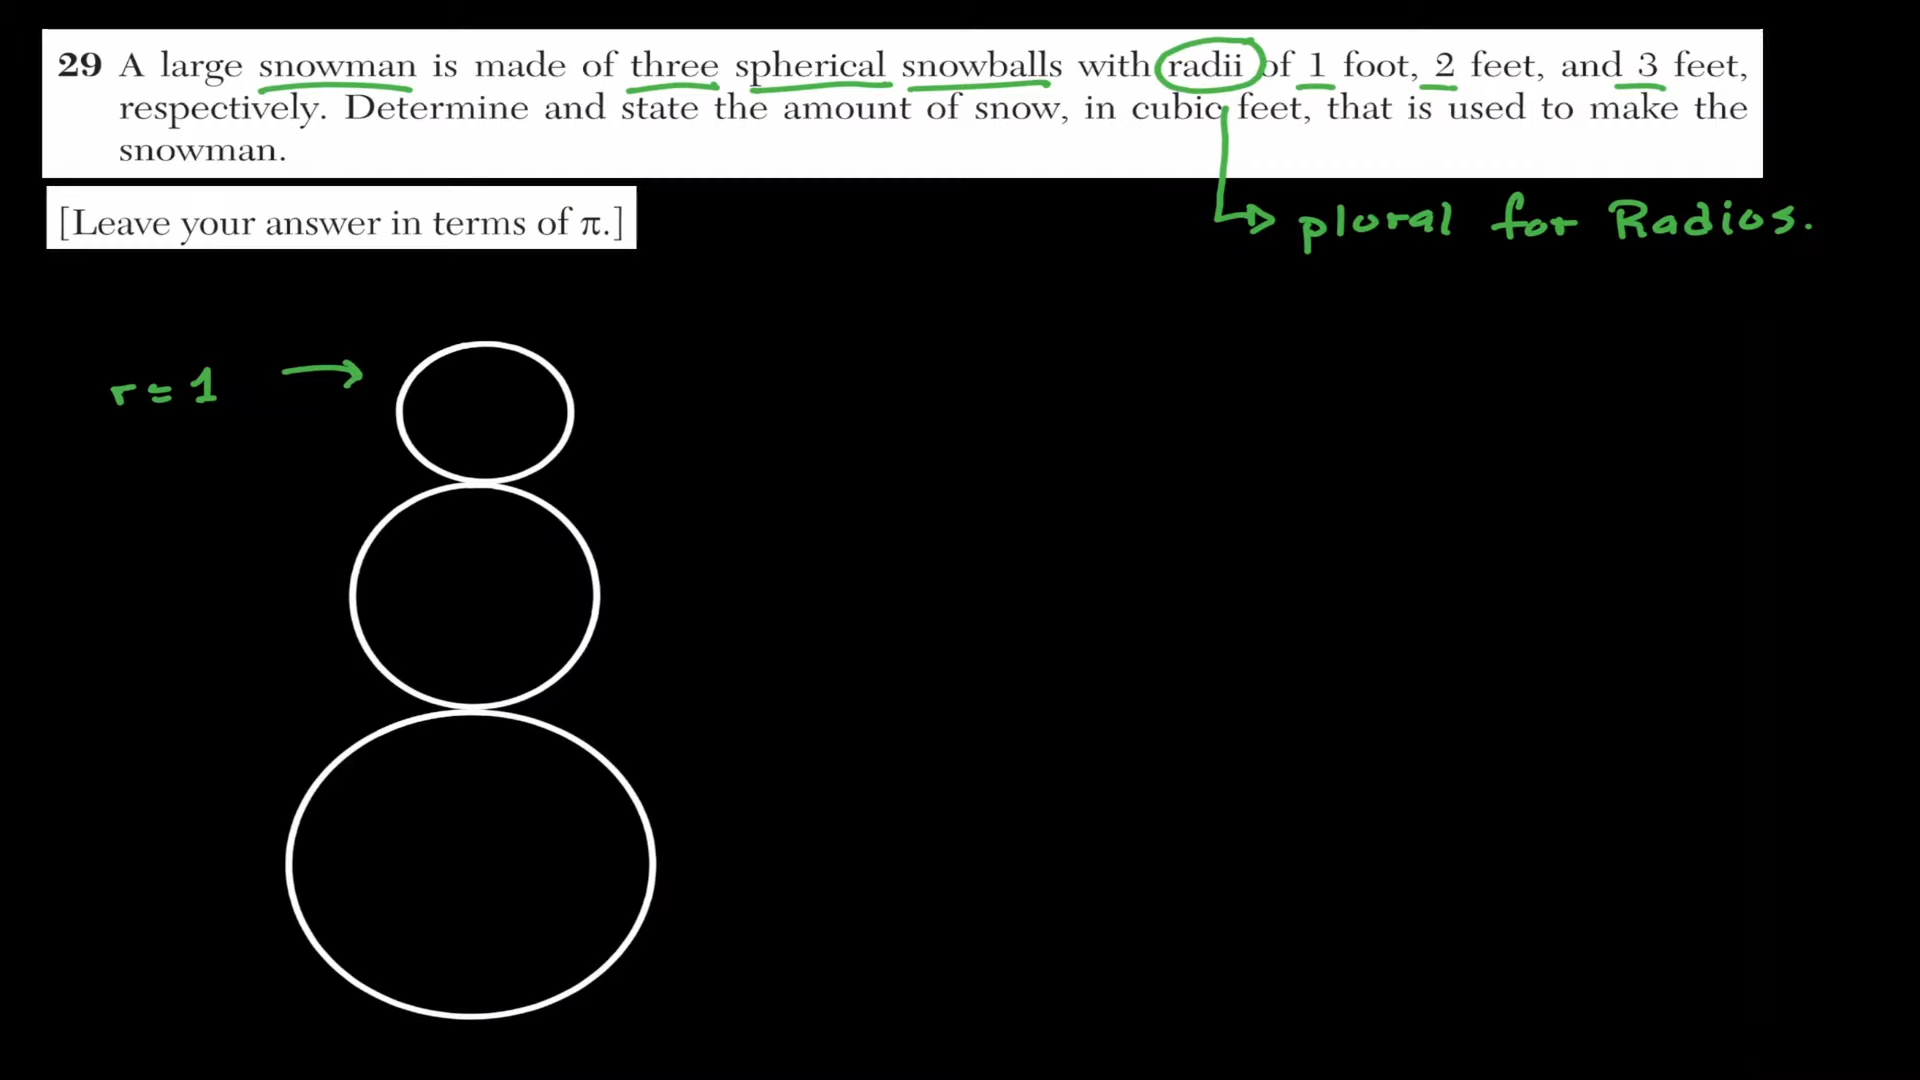 29 A large snowman is made of three spherical snowballs with radii of 1 foot, 2 feet, and 3 feet,
respectively. Determine and state the amount of snow, in cubic feet, that is used to make the
snowman.
[Leave your answer in terms of π.]
ploral for Radios.
r = 1